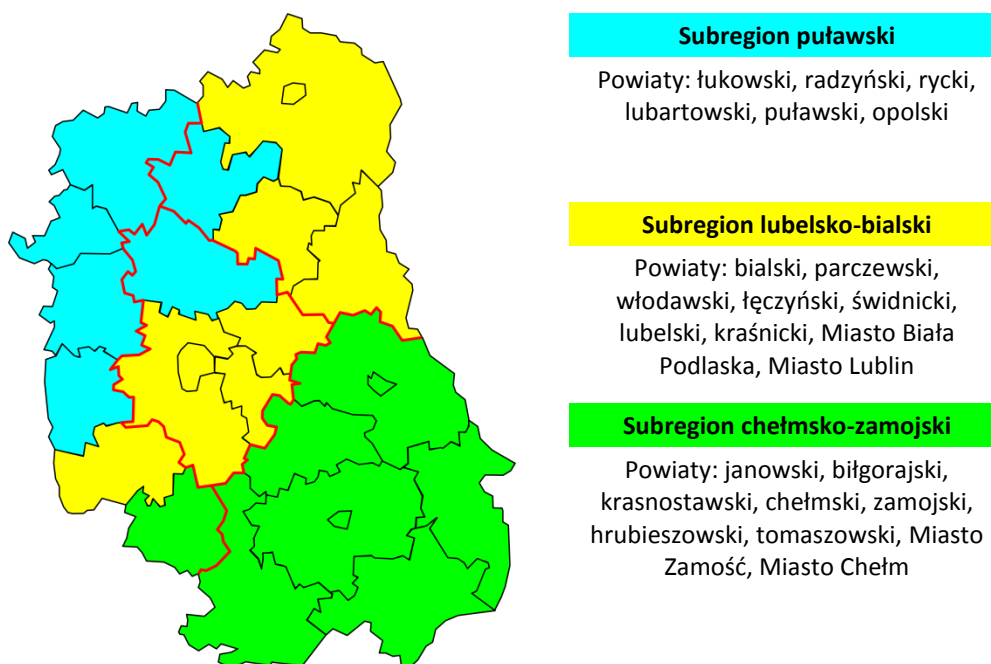 Subregion puławski
Powiaty: łukowski, radzyński, rycki,
lubartowski, puławski, opolski
Subregion lubelsko-bialski
Powiaty: bialski, parczewski,
włodawski, łęczyński, świdnicki,
lubelski, kraśnicki, Miasto Biała
Podlaska, Miasto Lublin
Subregion chełmsko-zamojski
Powiaty: janowski, biłgorajski,
krasnostawski, chełmski, zamojski,
hrubieszowski, tomaszowski, Miasto
Zamość, Miasto Chełm